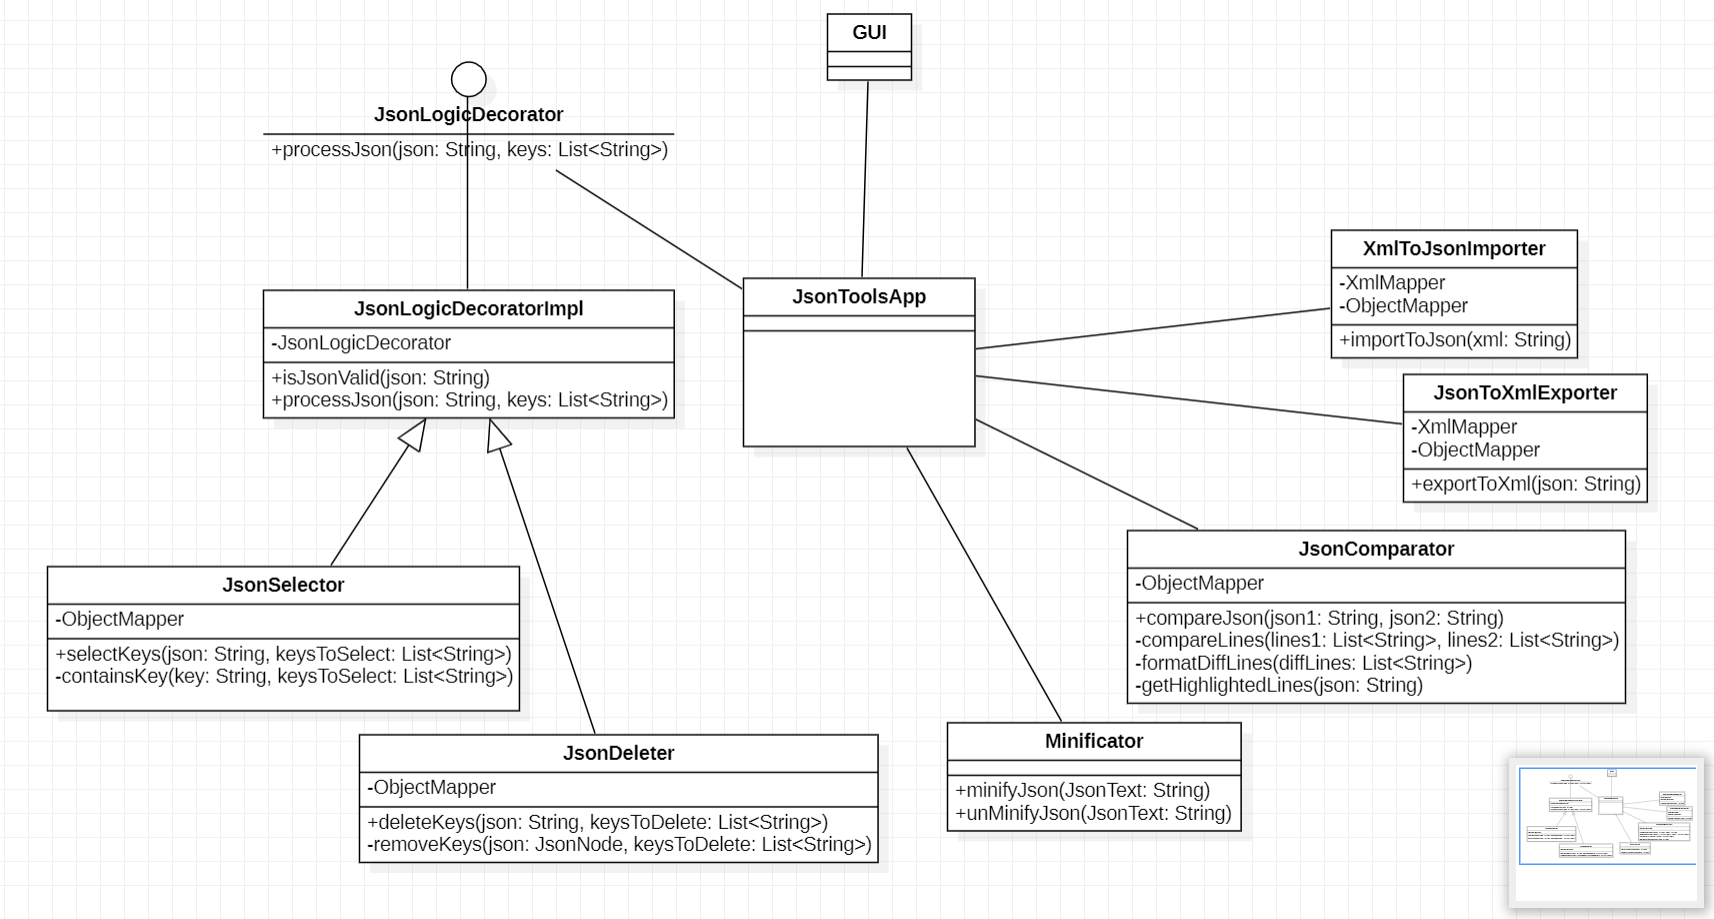 GUI
JsonLogicDecorator
+processJson(json: String, keys: List<String>)
JsonLogicDecoratorImpl
-JsonLogicDecorator
+isJsonValid(json: String)
+processJson(json: String, keys: List<String>)
JsonToolsApp
XmlToJsonImporter
-XmlMapper
-ObjectMapper
+importToJson(xml: String)
JsonToXmlExporter
-XmlMapper
-ObjectMapper
+exportToXml(json: String)
JsonComparator
-ObjectMapper
+compareJson(json1: String, json2: String)
-compareLines(lines1: List<String>, lines2: List<String>)
-formatDiffLines(diffLines: List<String>)
-getHighlightedLines(json: String)
JsonSelector
-ObjectMapper
+selectKeys(json: String, keysToSelect: List<String>)
-containsKey(key: String, keysToSelect: List<String>)
JsonDeleter
-ObjectMapper
+deleteKeys(json: String, keysToDelete: List<String>)
-removeKeys(json: JsonNode, keysToDelete: List<String>)
Minificator
+minifyJson(JsonText: String)
+unMinifyJson(JsonText: String)